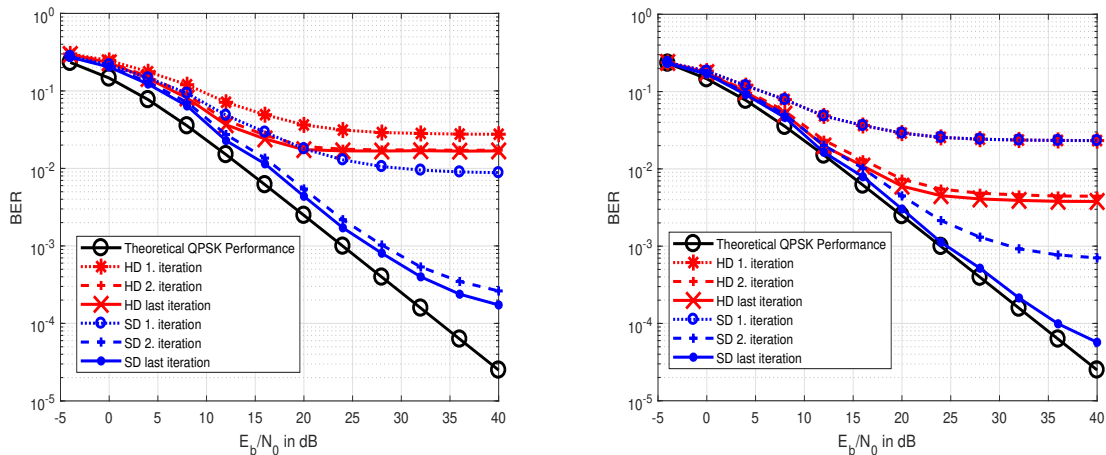 10^0
10^-1
10^-2
10^-3
10^-4
10^-5
BER
Theoretical QPSK Performance
HD 1. iteration
HD 2. iteration
HD last iteration
SD 1. iteration
SD 2. iteration
SD last iteration
-5 0 5 10 15 20 25 30 35 40
E_b/N_0 in dB
10^0
10^-1
10^-2
10^-3
10^-4
10^-5
BER
Theoretical QPSK Performance
HD 1. iteration
HD 2. iteration
HD last iteration
SD 1. iteration
SD 2. iteration
SD last iteration
-5 0 5 10 15 20 25 30 35 40
E_b/N_0 in dB